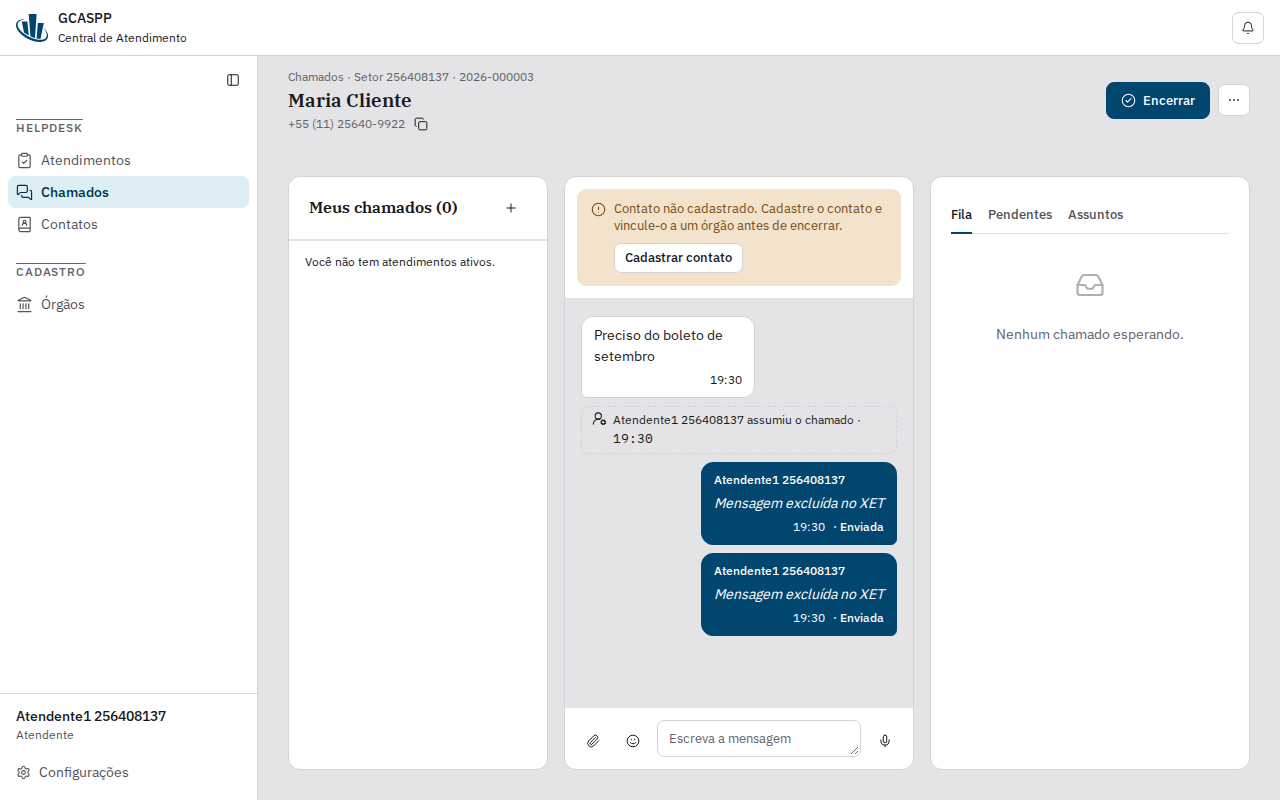 GCASPP
Central de Atendimento
HELPDESK
Atendimentos
Chamados
Contatos
CADASTRO
Órgãos
Atendente1 256408137
Atendente
Configurações
Chamados · Setor 256408137 · 2026-000003
Maria Cliente
+55 (11) 25640-9922
Encerrar
Meus chamados (0)
Você não tem atendimentos ativos.
Contato não cadastrado. Cadastre o contato e
vincule-o a um órgão antes de encerrar.
Cadastrar contato
Preciso do boleto de
setembro
19:30
Atendente1 256408137 assumiu o chamado ·
19:30
Atendente1 256408137
Mensagem excluída no XET
19:30 · Enviada
Atendente1 256408137
Mensagem excluída no XET
19:30 · Enviada
Escreva a mensagem
Fila Pendentes Assuntos
Nenhum chamado esperando.